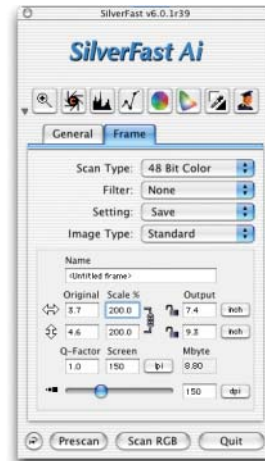 SilverFast v6.0.1r39
SilverFast Ai
General Frame
Scan Type: 48 Bit Color
Filter: None
Setting: Save
Image Type: Standard
Name
<Untitled frame>
Original Scale % Output
3.7 200.0 7.4 inch
4.6 200.0 9.3 inch
Q-Factor Screen Mbyte
1.0 150 lpi 8.80
150 dpi
Prescan Scan RGB Quit